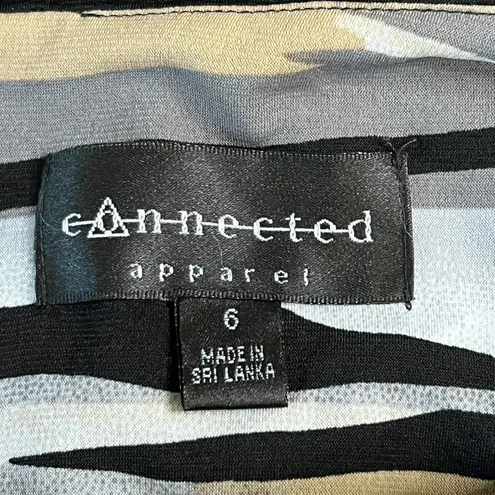 connected
apparel
6
MADE IN
SRI LANKA